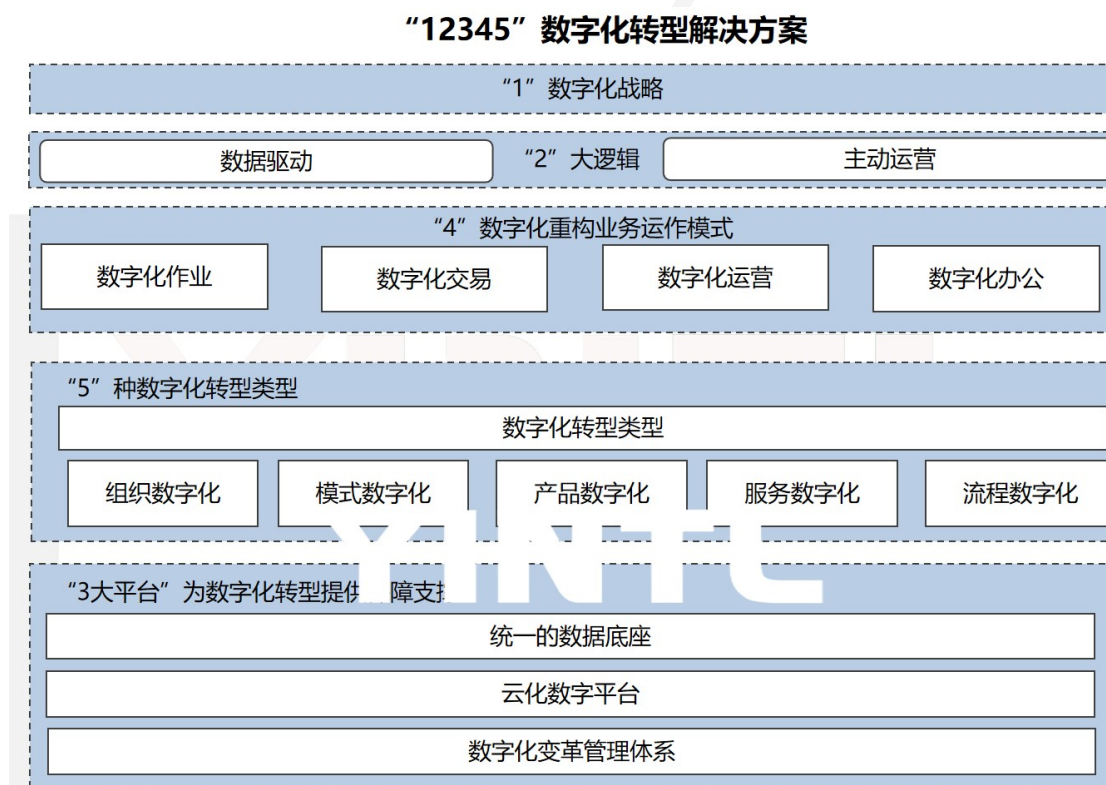 “12345”数字化转型解决方案
“1”数字化战略
数据驱动
“2”大逻辑
主动运营
“4”数字化重构业务运作模式
数字化作业
数字化交易
数字化运营
数字化办公
“5”种数字化转型类型
数字化转型类型
组织数字化
模式数字化
产品数字化
服务数字化
流程数字化
“3大平台”为数字化转型提供 障支
统一的数据底座
云化数字平台
数字化变革管理体系